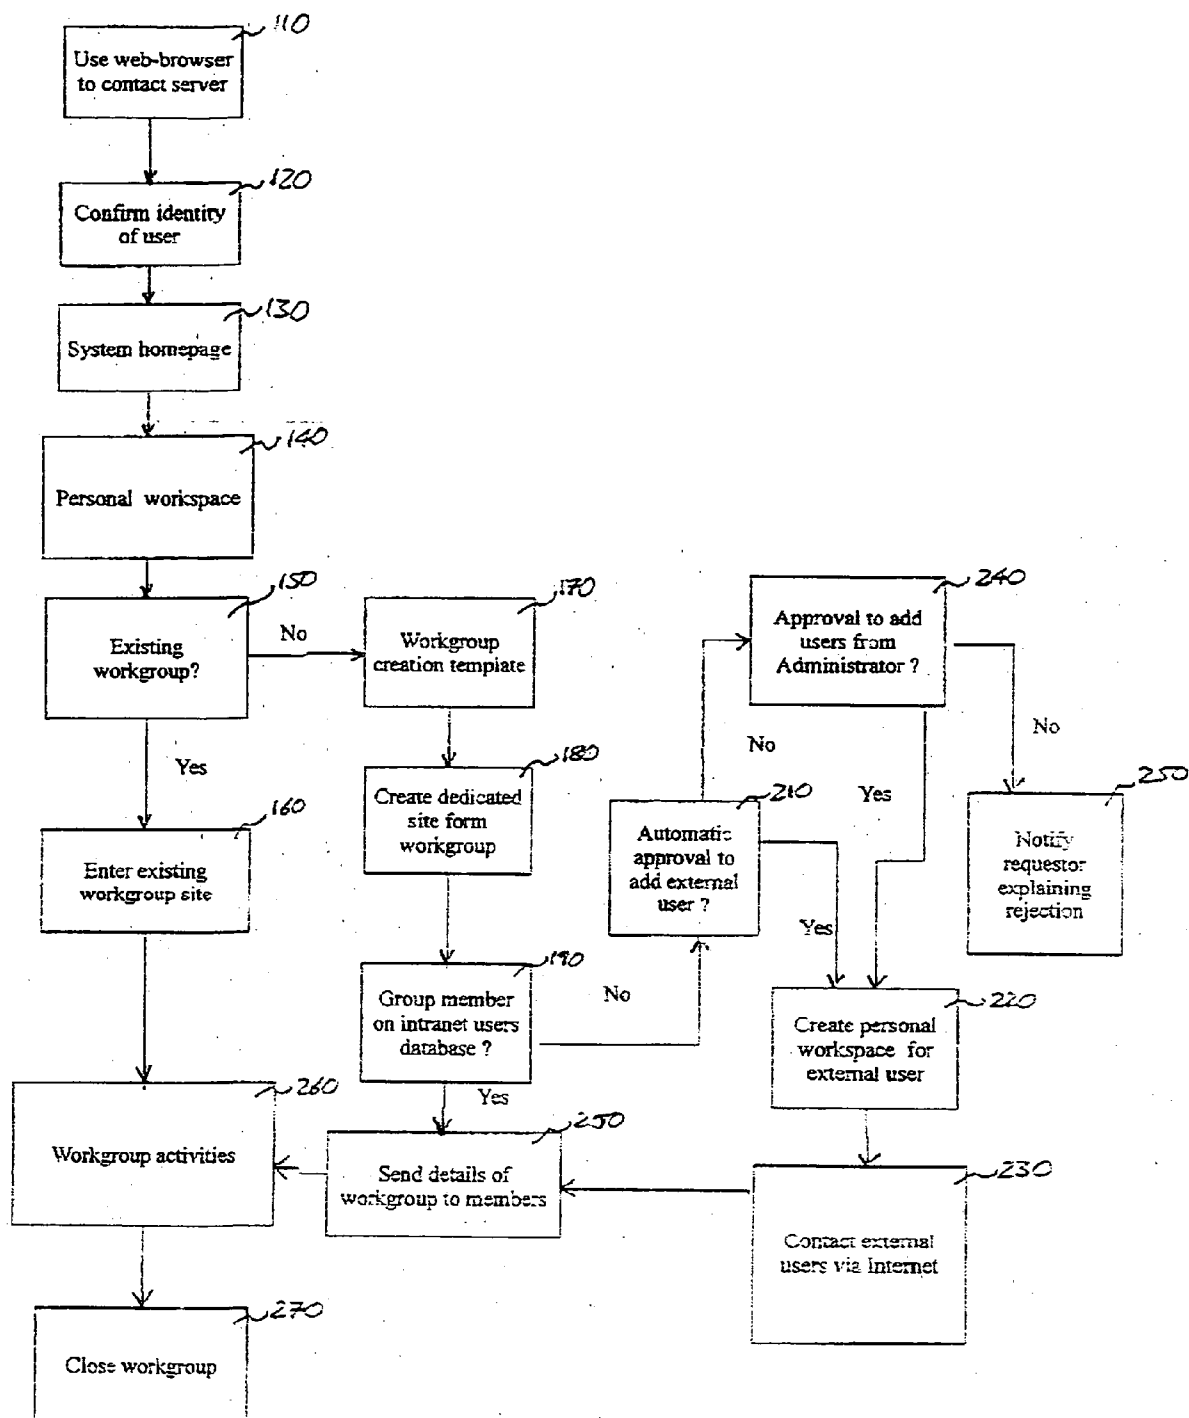 110
Use web-browser
to contact server
120
Confirm identity
of user
130
System homepage
140
Personal workspace
150
Existing
workgroup?
No
Yes
160
Enter existing
workgroup site
170
Workgroup
creation template
180
Create dedicated
site form
workgroup
190
Group member
on intranet users
database ?
No
Yes
210
Automatic
approval to
add external
user ?
No
Yes
240
Approval to add
users from
Administrator ?
No
Yes
250
Notify
requestor
explaining
rejection
220
Create personal
workspace for
external user
230
Contact external
users via Internet
250
Send details of
workgroup to members
260
Workgroup activities
270
Close workgroup